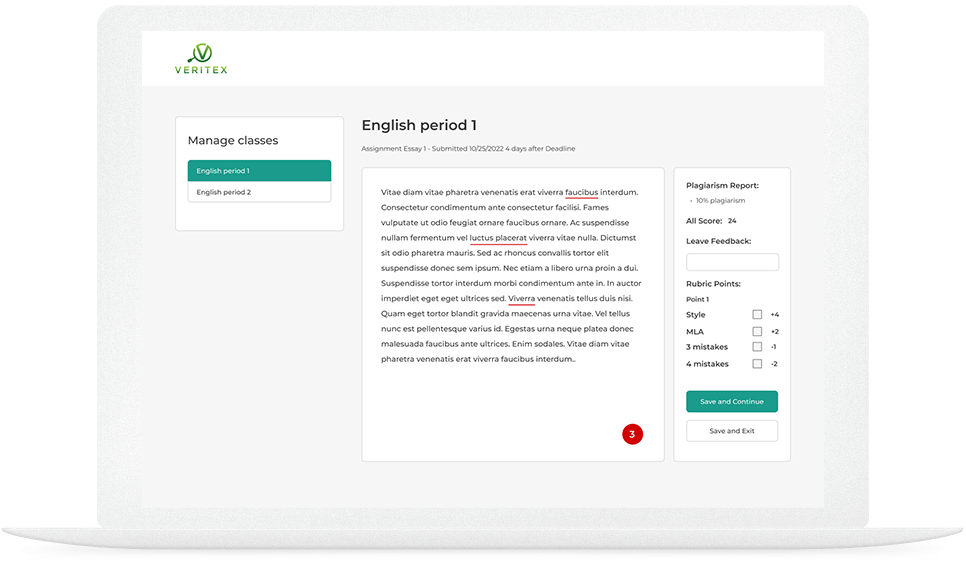 VERITEX
Manage classes
English period 1
English period 2
English period 1
Assignment Essay 1 - Submitted 10/25/2022 4 days after Deadline
Vitae diam vitae pharetra venenatis erat viverra faucibus interdum.
Consectetur condimentum ante consectetur facilisi. Fames
vulputate ut odio feugiat ornare faucibus ornare. Ac suspendisse
nullam fermentum vel luctus placerat viverra vitae nulla. Dictumst
sit odio pharetra mauris. Sed ac rhoncus convallis tortor elit
suspendisse donec sem ipsum. Nec etiam a libero urna proin a dui.
Suspendisse tortor interdum morbi condimentum ante in. In auctor
imperdiet eget eget ultrices sed. Viverra venenatis tellus duis nisi.
Quam eget tortor blandit gravida maecenas urna vitae. Vel tellus
nunc est pellentesque varius id. Egestas urna neque platea donec
malesuada faucibus ante ultrices. Enim sodales. Vitae diam vitae
pharetra venenatis erat viverra faucibus interdum..
3
Plagiarism Report:
• 10% plagiarism
All Score: 24
Leave Feedback:
Rubric Points:
Point 1
Style +4
MLA +2
3 mistakes -1
4 mistakes -2
Save and Continue
Save and Exit